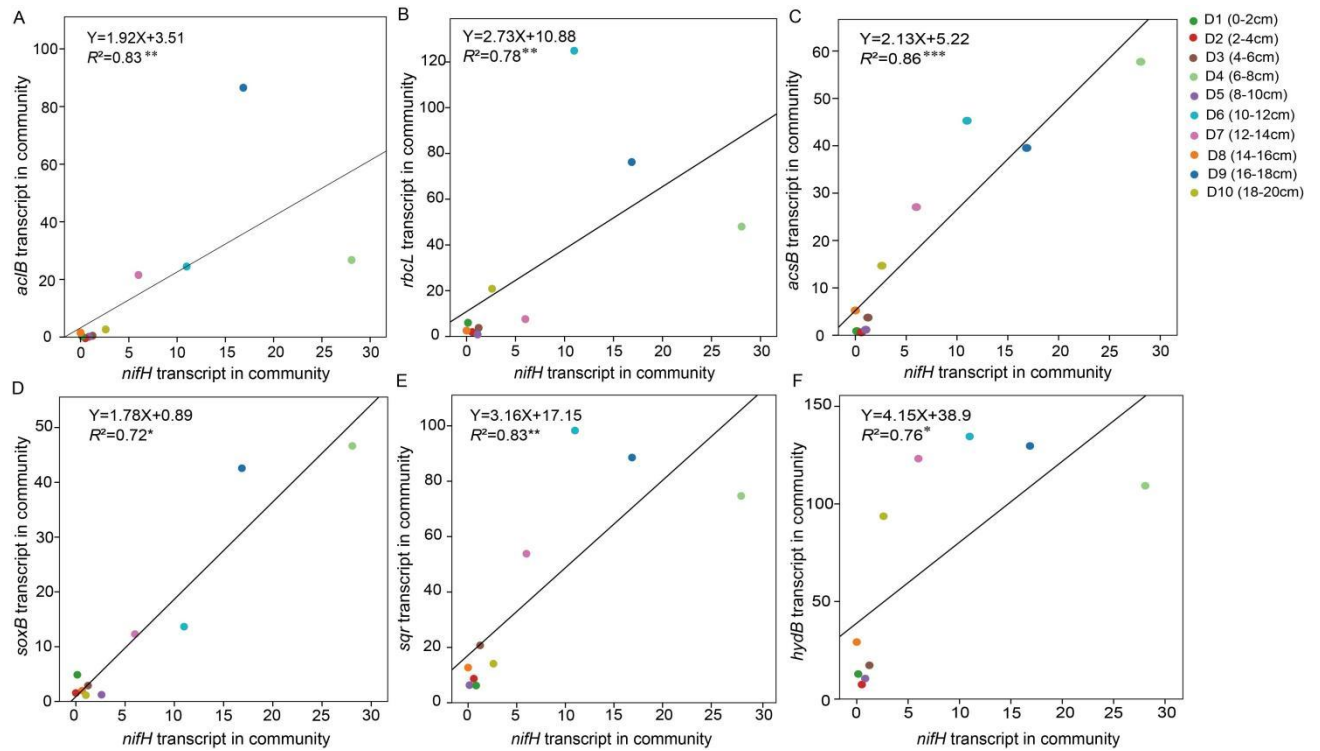 A
Y=1.92X+3.51
R²=0.83 **
aclB transcript in community
100
80
60
40
20
0
0 5 10 15 20 25 30
nifH transcript in community
B
Y=2.73X+10.88
R²=0.78 **
rbcL transcript in community
120
100
80
60
40
20
0
0 5 10 15 20 25 30
nifH transcript in community
C
Y=2.13X+5.22
R²=0.86 ***
acsB transcript in community
60
50
40
30
20
10
0
0 5 10 15 20 25 30
nifH transcript in community
D1 (0-2cm)
D2 (2-4cm)
D3 (4-6cm)
D4 (6-8cm)
D5 (8-10cm)
D6 (10-12cm)
D7 (12-14cm)
D8 (14-16cm)
D9 (16-18cm)
D10 (18-20cm)
D
Y=1.78X+0.89
R²=0.72*
soxB transcript in community
50
40
30
20
10
0
0 5 10 15 20 25 30
nifH transcript in community
E
Y=3.16X+17.15
R²=0.83**
sqr transcript in community
100
80
60
40
20
0
0 5 10 15 20 25 30
nifH transcript in community
F
Y=4.15X+38.9
R²=0.76*
hydB transcript in community
150
100
50
0
0 5 10 15 20 25 30
nifH transcript in community